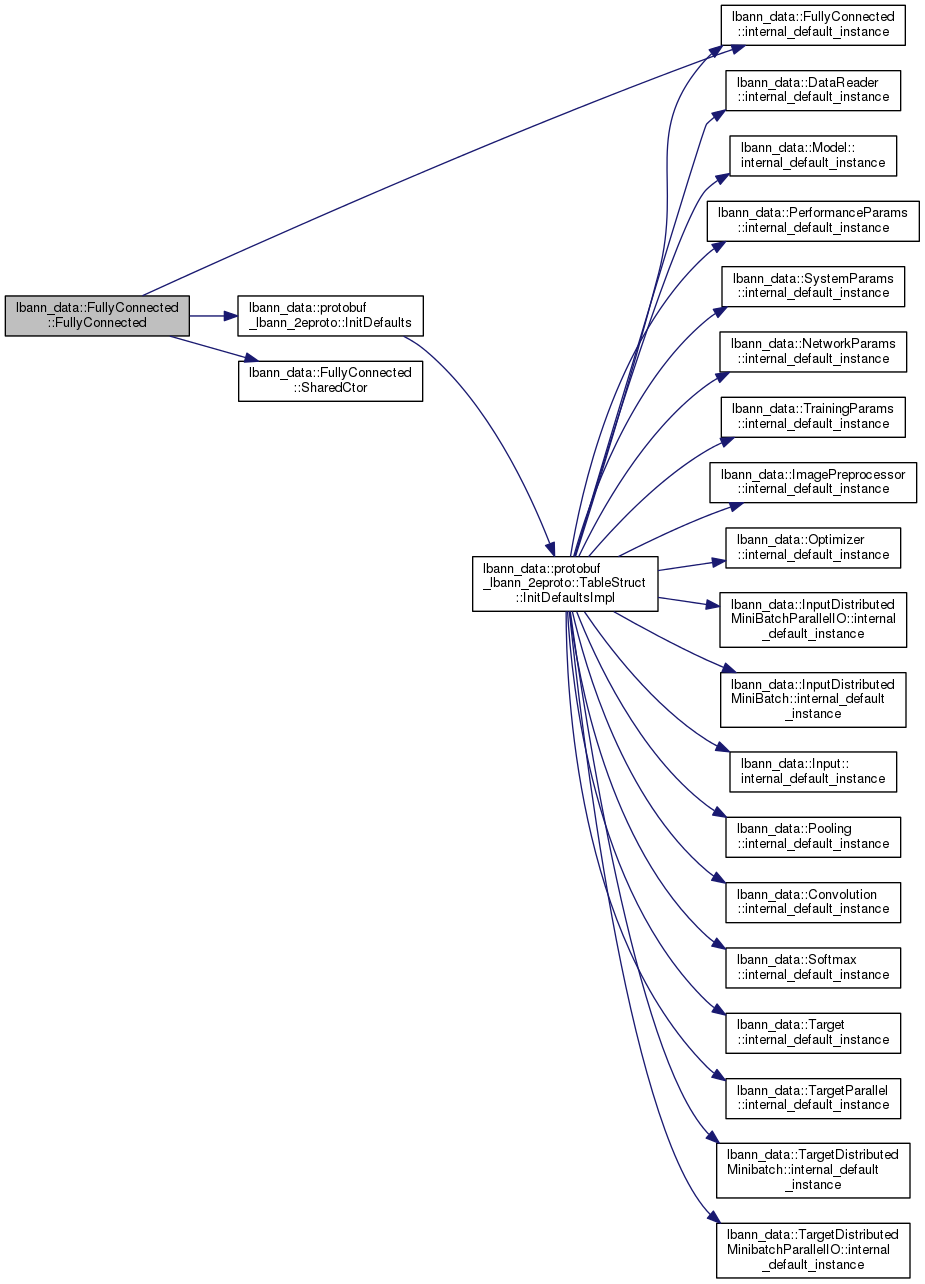 lbann_data::FullyConnected
::FullyConnected
lbann_data::protobuf
_lbann_2eproto::InitDefaults
lbann_data::FullyConnected
::SharedCtor
lbann_data::protobuf
_lbann_2eproto::TableStruct
::InitDefaultsImpl
lbann_data::FullyConnected
::internal_default_instance
lbann_data::DataReader
::internal_default_instance
lbann_data::Model::
internal_default_instance
lbann_data::PerformanceParams
::internal_default_instance
lbann_data::SystemParams
::internal_default_instance
lbann_data::NetworkParams
::internal_default_instance
lbann_data::TrainingParams
::internal_default_instance
lbann_data::ImagePreprocessor
::internal_default_instance
lbann_data::Optimizer
::internal_default_instance
lbann_data::InputDistributed
MiniBatchParallelIO::internal
_default_instance
lbann_data::InputDistributed
MiniBatch::internal_default
_instance
lbann_data::Input::
internal_default_instance
lbann_data::Pooling
::internal_default_instance
lbann_data::Convolution
::internal_default_instance
lbann_data::Softmax
::internal_default_instance
lbann_data::Target
::internal_default_instance
lbann_data::TargetParallel
::internal_default_instance
lbann_data::TargetDistributed
Minibatch::internal_default
_instance
lbann_data::TargetDistributed
MinibatchParallelIO::internal
_default_instance